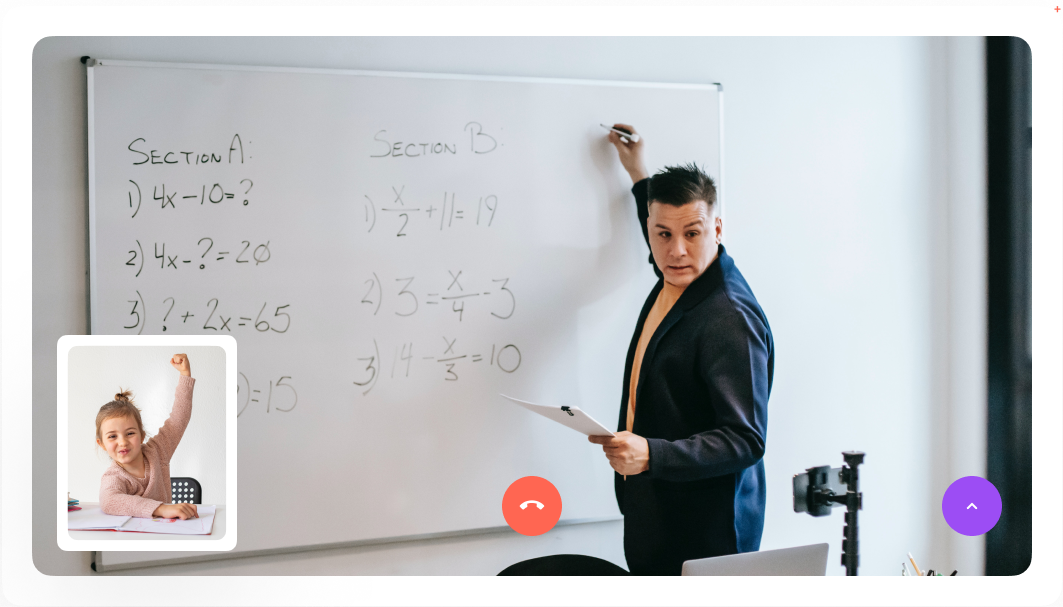 SECTION A:
1) 4x-10=?
2) 4x-?=20
3) ?+2x=65
)=15
SECTION B:
1) x/2+11=19
2) 3=x/4-3
3) 14-x/3=10